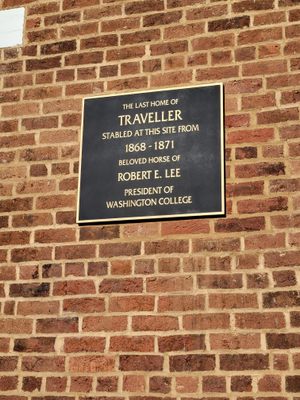 THE LAST HOME OF
TRAVELLER
STABLED AT THIS SITE FROM
1868 - 1871
BELOVED HORSE OF
ROBERT E. LEE
PRESIDENT OF
WASHINGTON COLLEGE